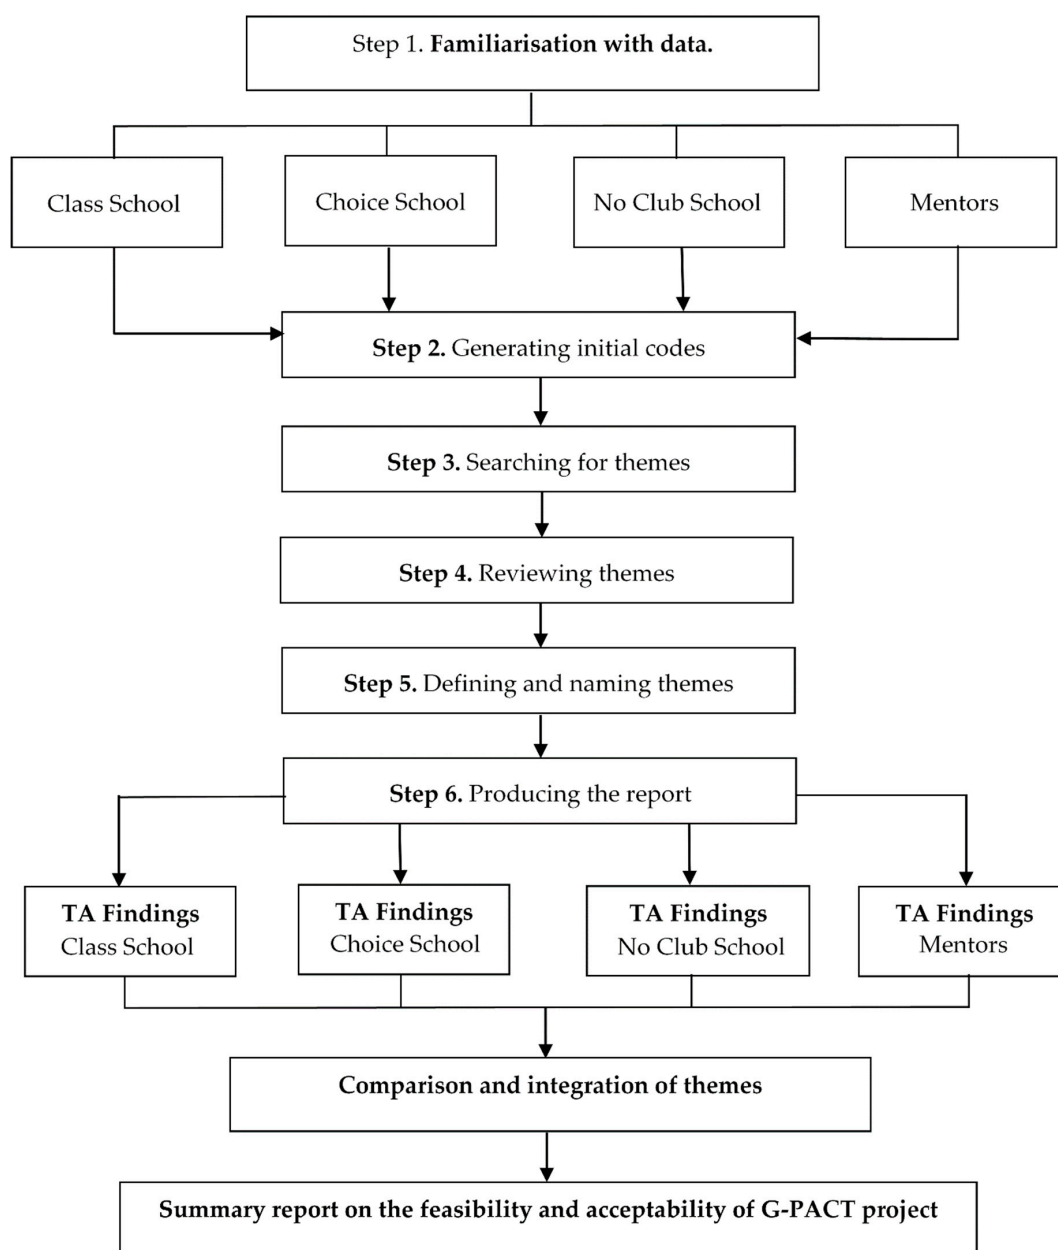 Step 1. Familiarisation with data.
Class School
Choice School
No Club School
Mentors
Step 2. Generating initial codes
Step 3. Searching for themes
Step 4. Reviewing themes
Step 5. Defining and naming themes
Step 6. Producing the report
TA Findings
Class School
TA Findings
Choice School
TA Findings
No Club School
TA Findings
Mentors
Comparison and integration of themes
Summary report on the feasibility and acceptability of G-PACT project